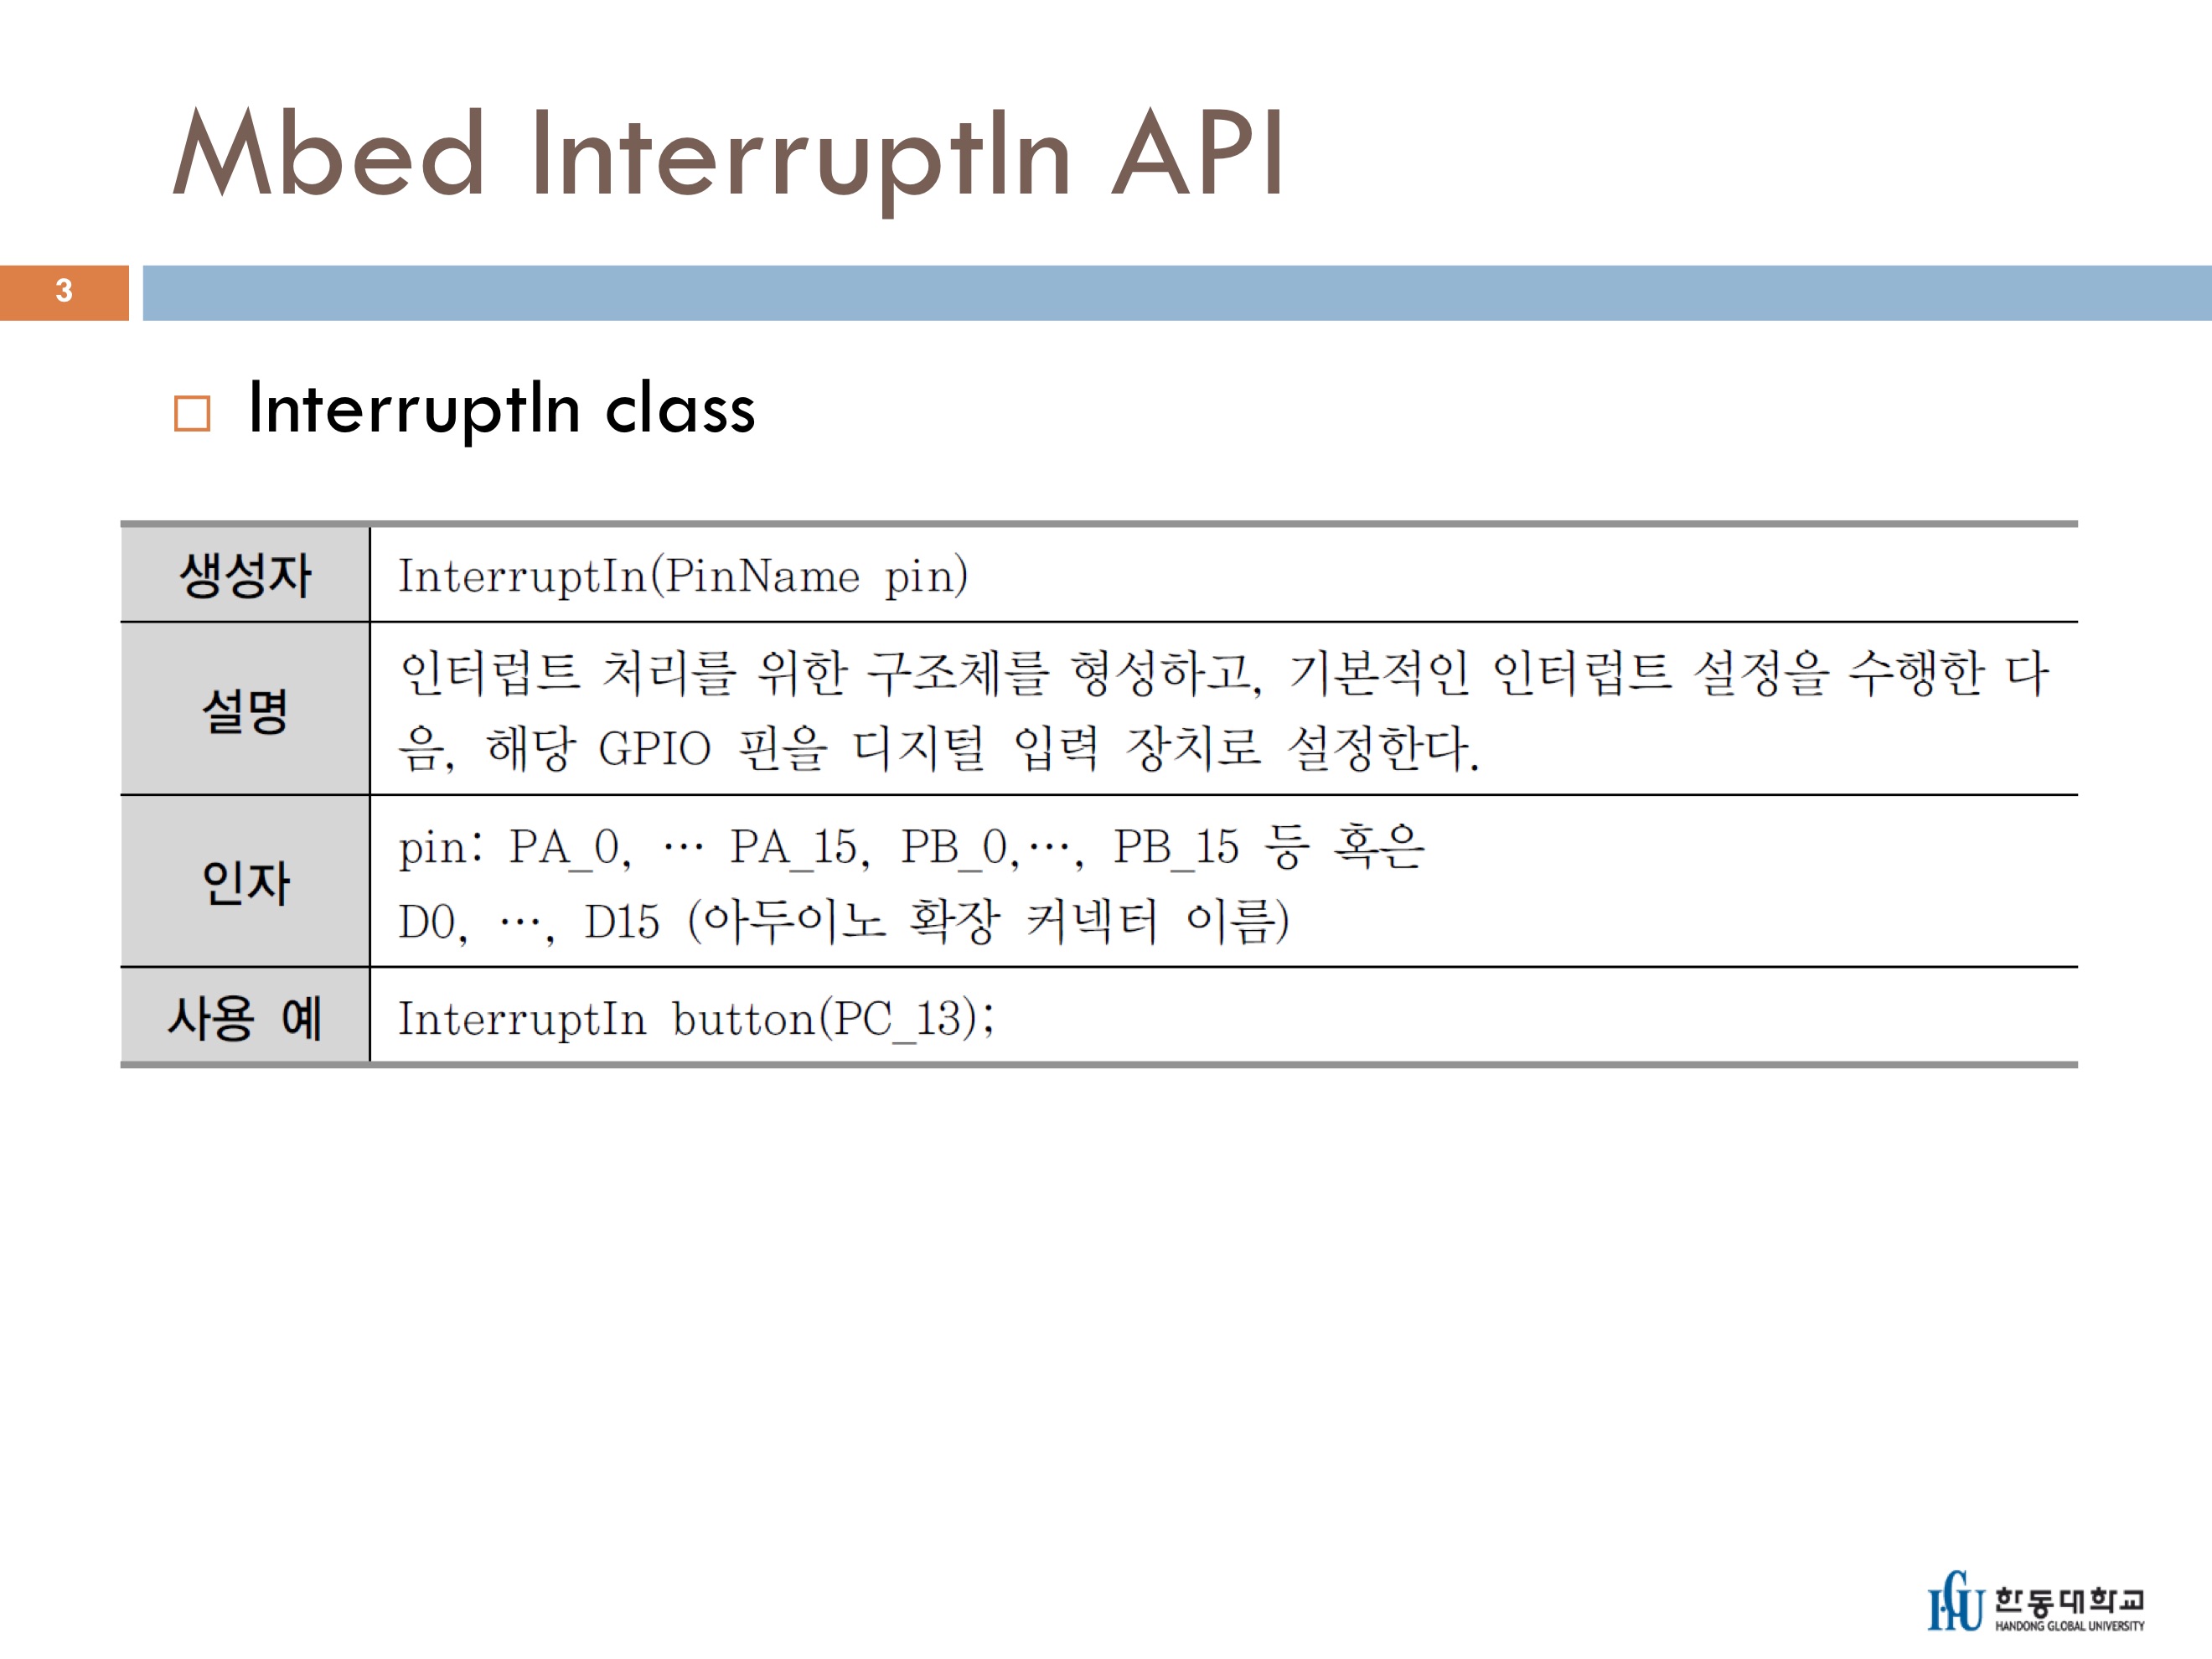 Mbed InterruptIn API
3
InterruptIn class
생성자
InterruptIn(PinName pin)
설명
인터럽트 처리를 위한 구조체를 형성하고, 기본적인 인터럽트 설정을 수행한 다
음, 해당 GPIO 핀을 디지털 입력 장치로 설정한다.
인자
pin: PA_0, ⋯ PA_15, PB_0,⋯, PB_15 등 혹은
D0, ⋯, D15 (아두이노 확장 커넥터 이름)
사용 예
InterruptIn button(PC_13);
HGU 한동대학교
HANDONG GLOBAL UNIVERSITY